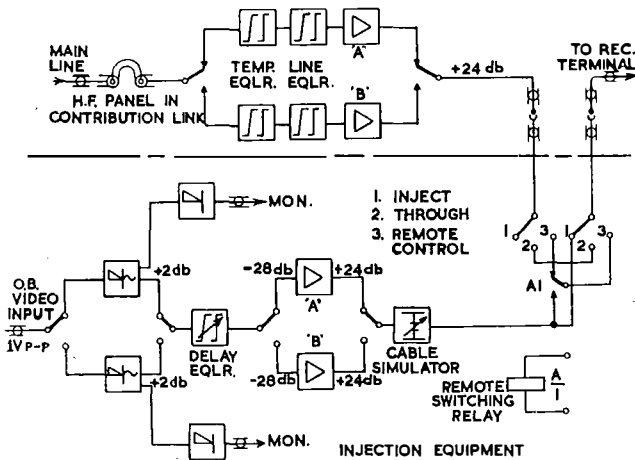 MAIN
LINE
H.F. PANEL IN
CONTRIBUTION LINK
TEMP. LINE
EQLR. EQLR.
'A'
'B'
+24 db
TO REC.
TERMINAL
MON.
1. INJECT
2. THROUGH
3. REMOTE
CONTROL
1
2
3
1
2
3
A1
O.B.
VIDEO
INPUT
1V P-P
+2db
+2db
DELAY
EQLR.
-28db
+24db
'A'
'B'
-28db
+24db
CABLE
SIMULATOR
REMOTE
SWITCHING
RELAY
A
1
MON.
INJECTION EQUIPMENT